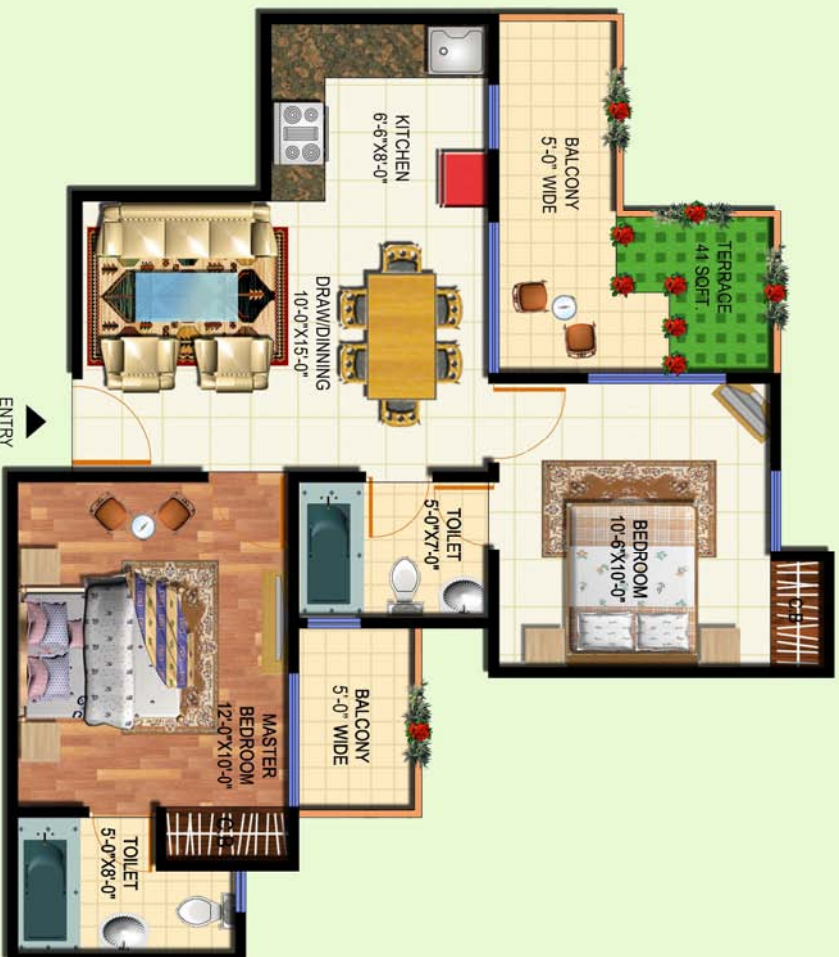 KITCHEN
6'-6"X8'-0"
BALCONY
5'-0" WIDE
TERRACE
41 SQFT.
DRAW/DINNING
10'-0"X15'-0"
ENTRY
TOILET
5'-0"X7'-0"
BEDROOM
10'-6"X10'-0"
C.B
BALCONY
5'-0" WIDE
MASTER
BEDROOM
12'-0"X10'-0"
C.B
TOILET
5'-0"X8'-0"